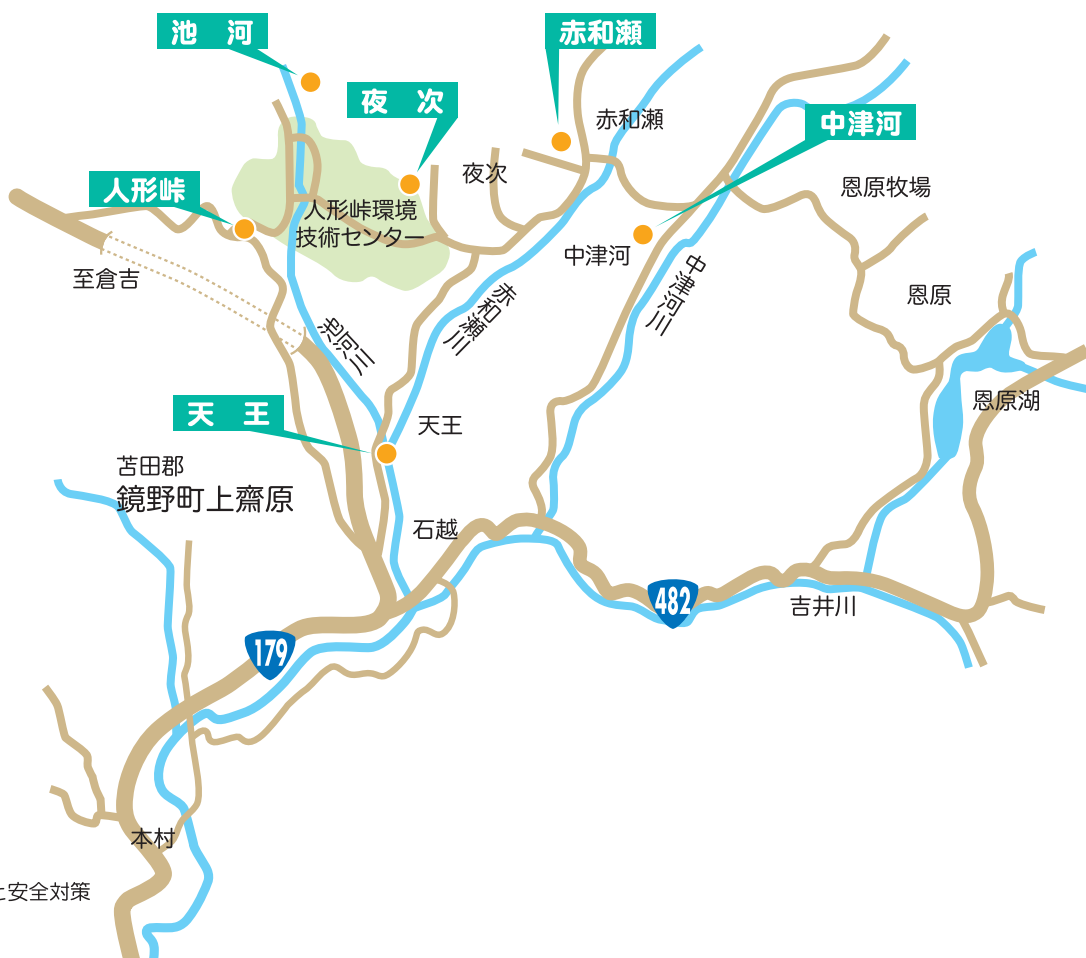 池　河
赤和瀬
夜　次
赤和瀬
中津河
夜次
人形峠
恩原牧場
人形峠環境
技術センター
中津河
至倉吉
中津河川
恩原
赤和瀬川
池河川
恩原湖
天　王
天王
苫田郡
鏡野町上齋原
石越
482
吉井川
179
本村
と安全対策